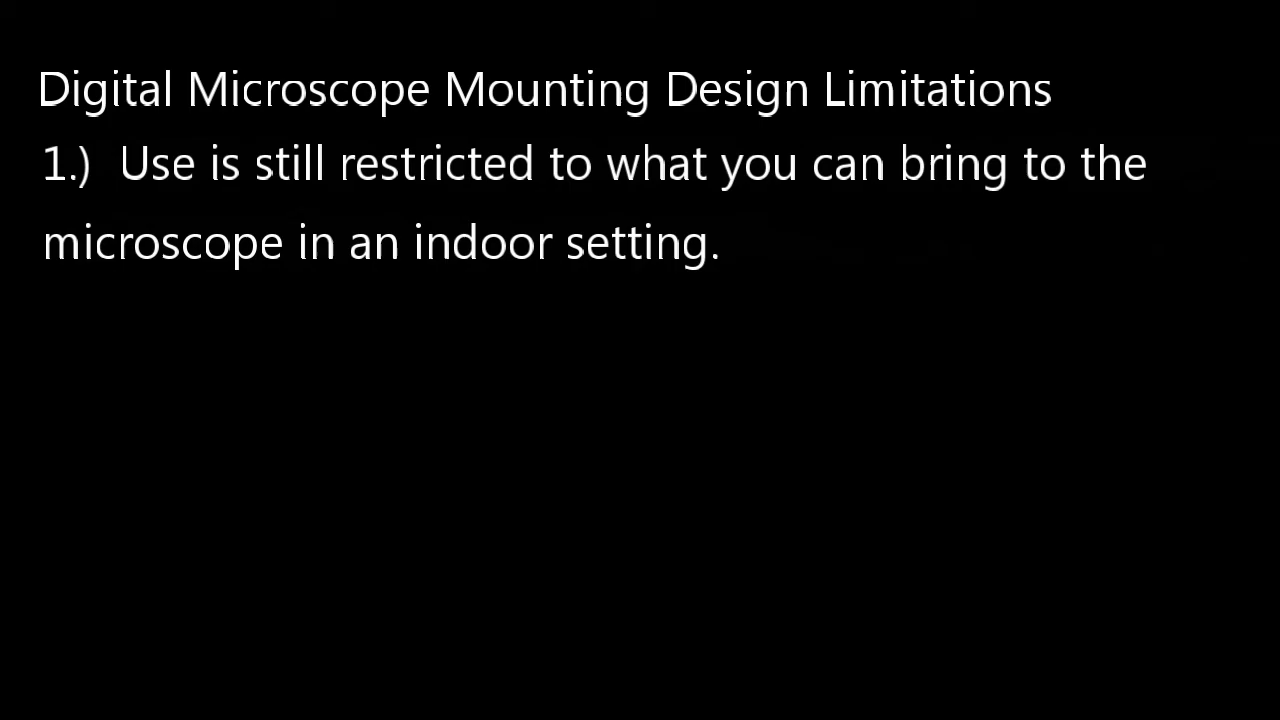 Digital Microscope Mounting Design Limitations
1.) Use is still restricted to what you can bring to the
microscope in an indoor setting.